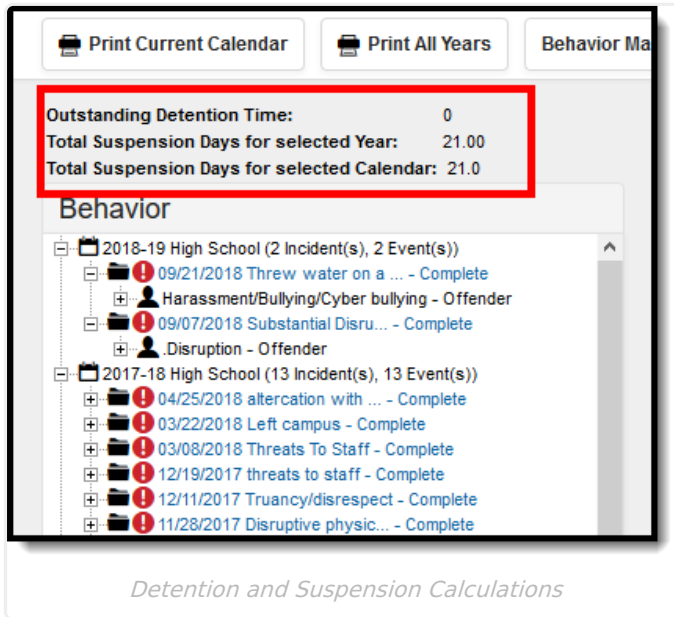 Print Current Calendar Print All Years Behavior Ma
Outstanding Detention Time: 0
Total Suspension Days for selected Year: 21.00
Total Suspension Days for selected Calendar: 21.0
Behavior
2018-19 High School (2 Incident(s), 2 Event(s))
09/21/2018 Threw water on a ... - Complete
Harassment/Bullying/Cyber bullying - Offender
09/07/2018 Substantial Disru... - Complete
.Disruption - Offender
2017-18 High School (13 Incident(s), 13 Event(s))
04/25/2018 altercation with ... - Complete
03/22/2018 Left campus - Complete
03/08/2018 Threats To Staff - Complete
12/19/2017 threats to staff - Complete
12/11/2017 Truancy/disrespect - Complete
11/28/2017 Disruptive physic... - Complete
Detention and Suspension Calculations